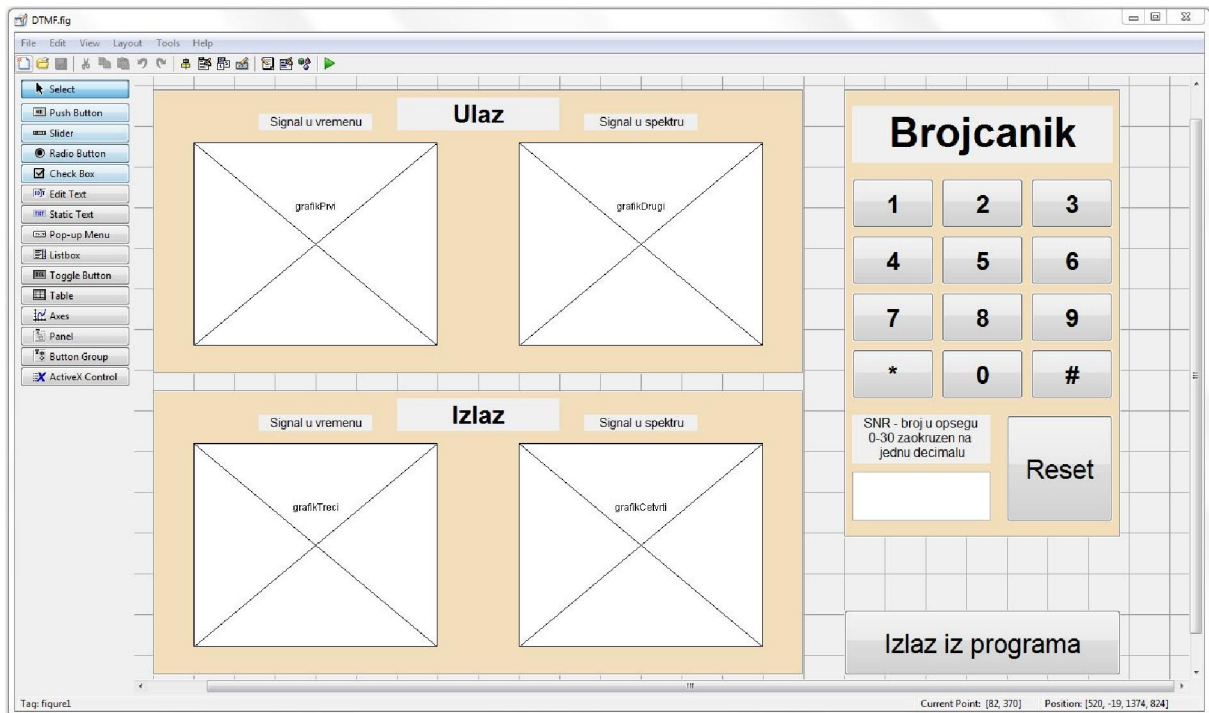 DTMF.fig
File Edit View Layout Tools Help
Select
Push Button
Slider
Radio Button
Check Box
Edit Text
Static Text
Pop-up Menu
Listbox
Toggle Button
Table
Axes
Panel
Button Group
ActiveX Control
Ulaz
Signal u vremenu
Signal u spektru
grafikPrvi
grafikDrugi
Izlaz
Signal u vremenu
Signal u spektru
grafikTreci
grafikCetvrti
Brojcanik
1 2 3
4 5 6
7 8 9
* 0 #
SNR - broj u opsegu
0-30 zaokruzen na
jednu decimalu
Reset
Izlaz iz programa
Tag: figure1
Current Point: [82, 370]
Position: [520, -19, 1374, 824]